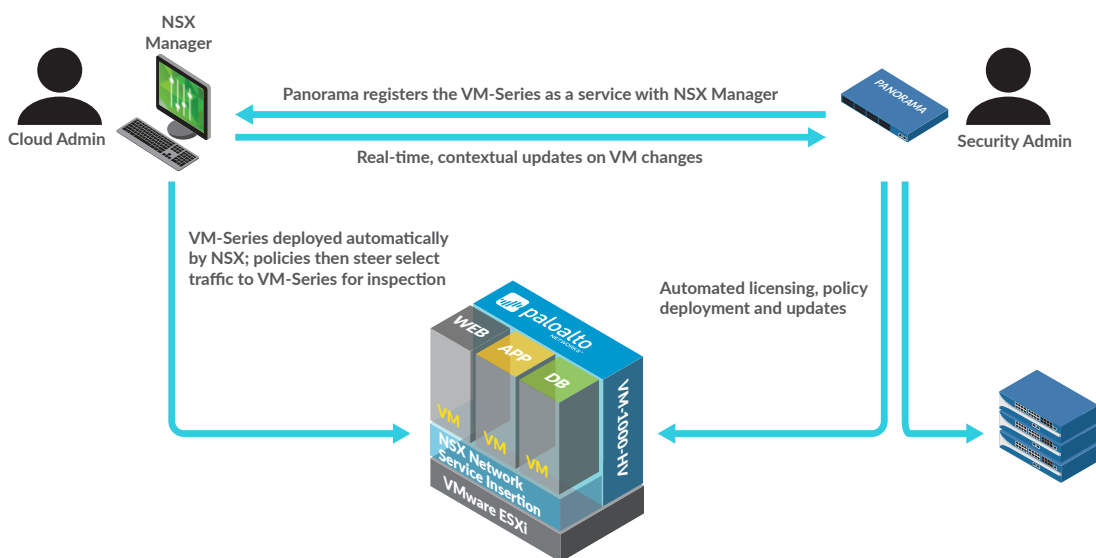 NSX
Manager
Cloud Admin
Panorama registers the VM-Series as a service with NSX Manager
Real-time, contextual updates on VM changes
PANORAMA
Security Admin
VM-Series deployed automatically
by NSX; policies then steer select
traffic to VM-Series for inspection
Automated licensing, policy
deployment and updates
paloalto
NETWORKS
WEB
APP
DB
VM
VM
VM
VM-1000-HV
NSX Network
Service Insertion
VMware ESXi